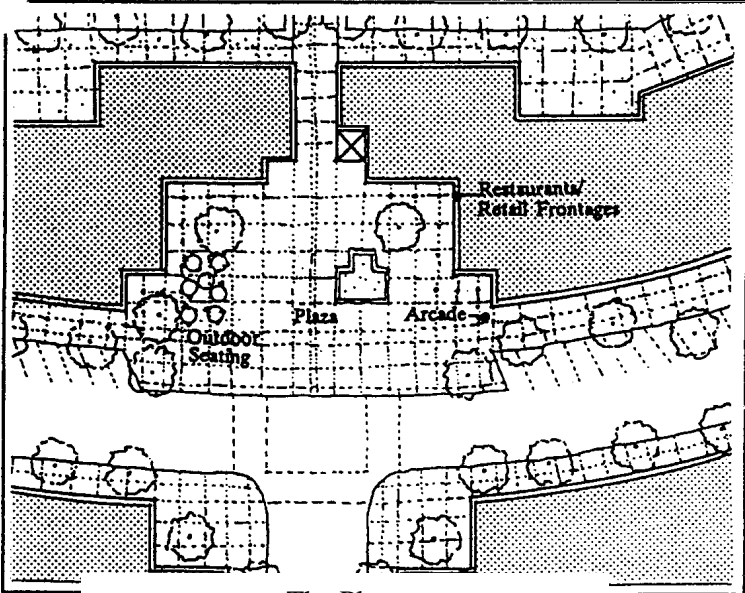 Restaurants/
Retail Frontages
Plaza
Arcade
Outdoor
Seating